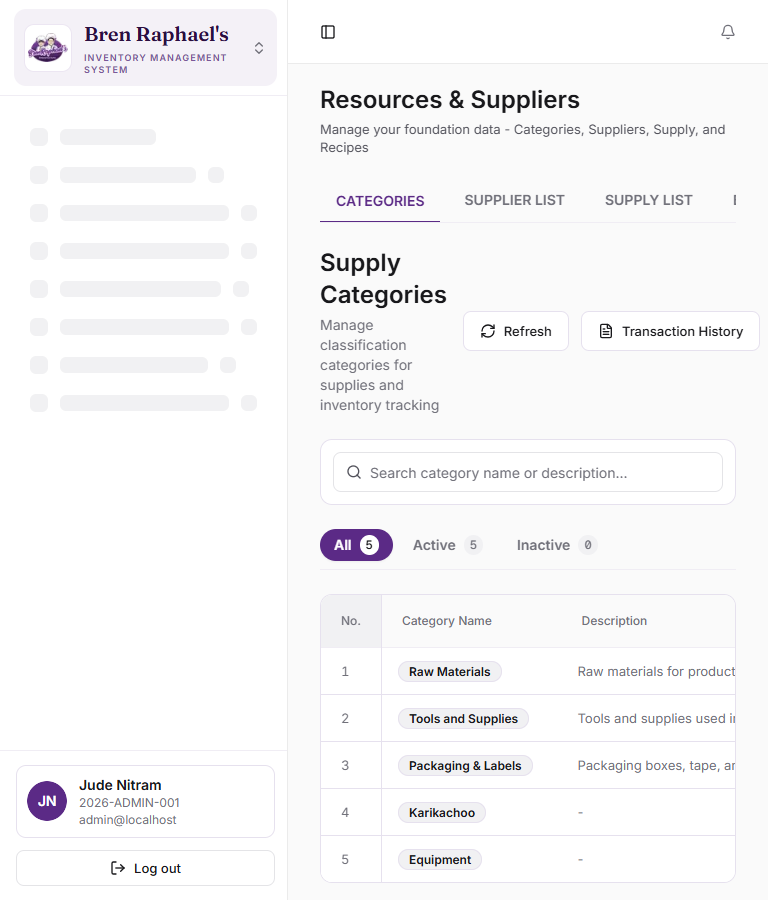 Bren Raphael's
INVENTORY MANAGEMENT
SYSTEM
Resources & Suppliers
Manage your foundation data - Categories, Suppliers, Supply, and
Recipes
CATEGORIES
SUPPLIER LIST
SUPPLY LIST
Supply
Categories
Manage
classification
categories for
supplies and
inventory tracking
Refresh
Transaction History
Search category name or description...
All 5
Active 5
Inactive 0
No. Category Name Description
1 Raw Materials Raw materials for product
2 Tools and Supplies Tools and supplies used
3 Packaging & Labels Packaging boxes, tape,
4 Karikachoo -
5 Equipment -
JN
Jude Nitram
2026-ADMIN-001
admin@localhost
Log out